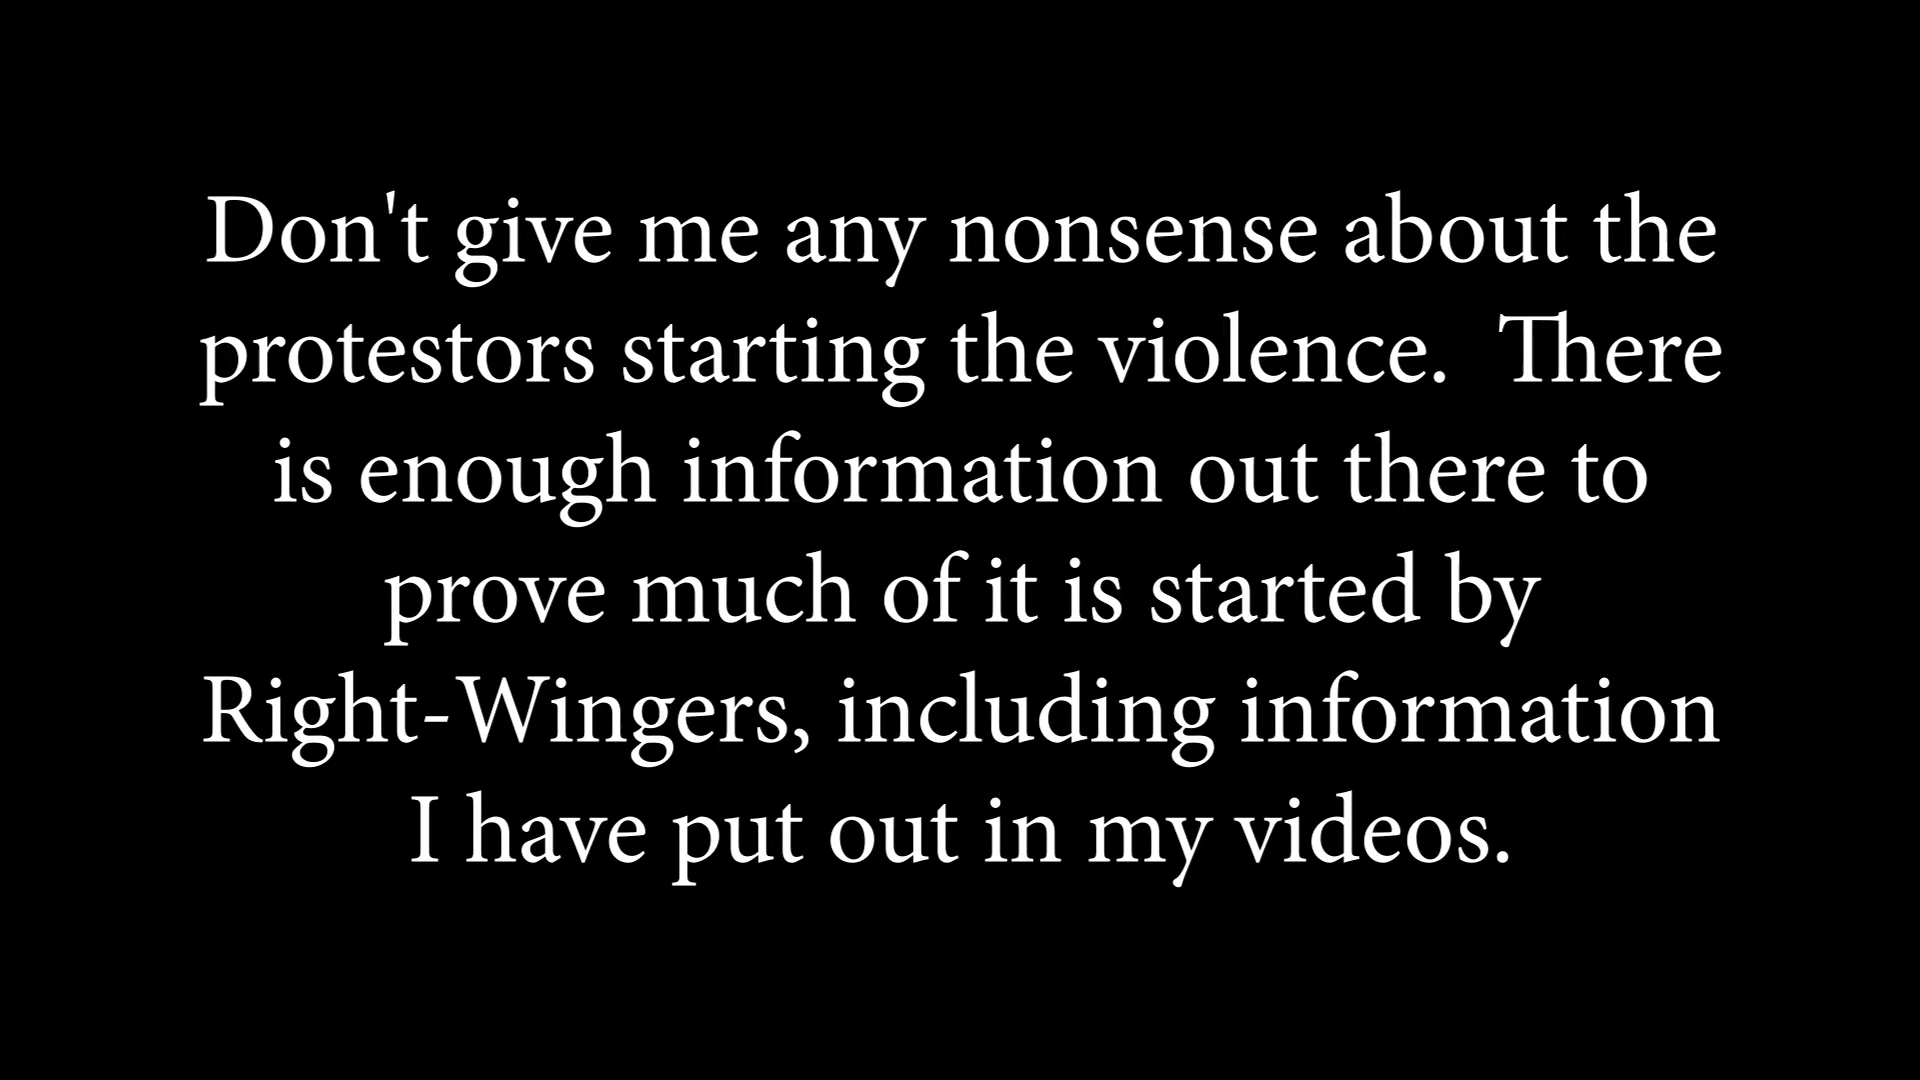 Don't give me any nonsense about the
protestors starting the violence.  There
is enough information out there to
prove much of it is started by
Right-Wingers, including information
I have put out in my videos.